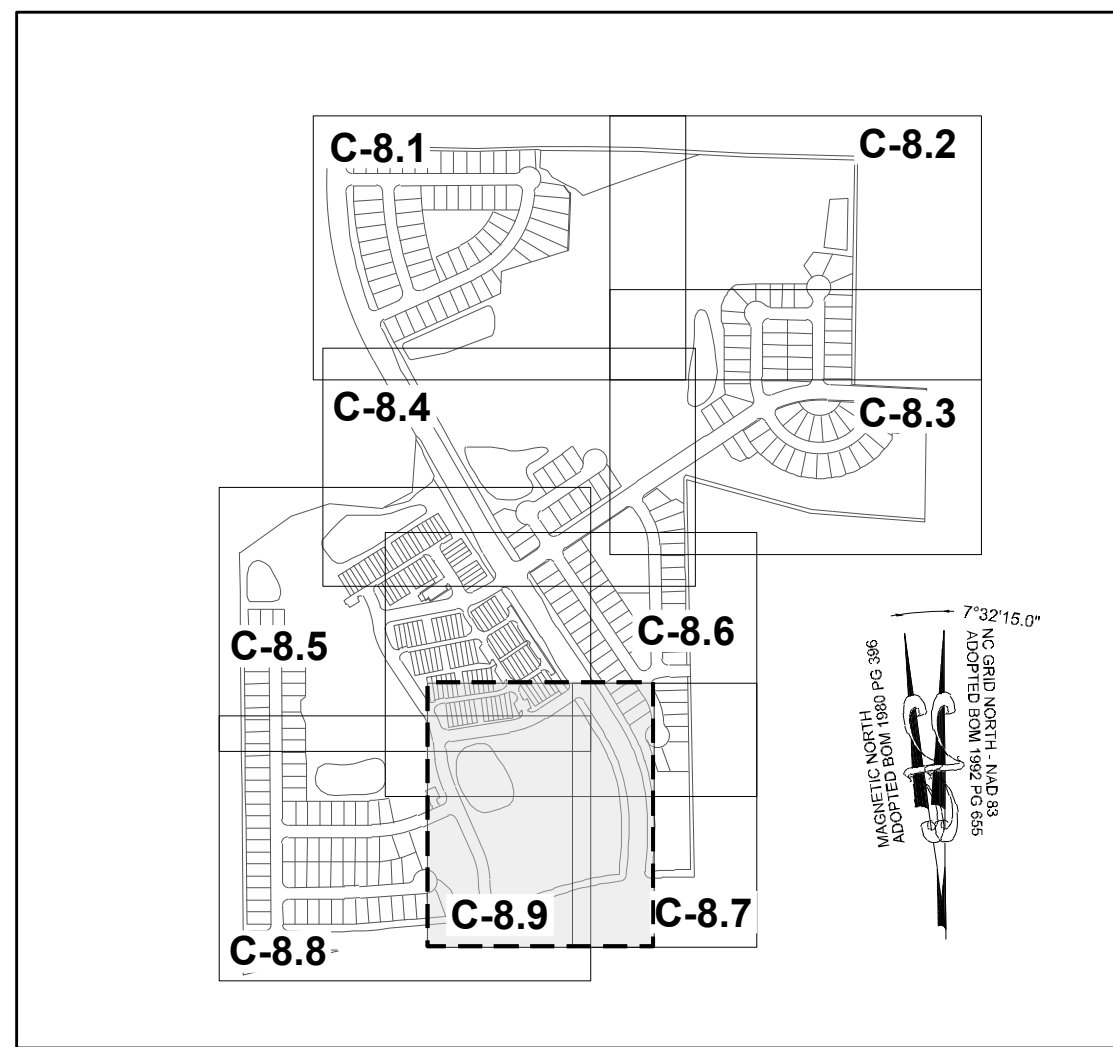 C-8.1
C-8.2
C-8.4
C-8.3
C-8.5
C-8.6
7°32'15.0"
MAGNETIC NORTH
ADOPTED BOM 1980 PG 396
NC GRID NORTH - NAD 83
ADOPTED BOM 1992 PG 655
C-8.9
C-8.7
C-8.8